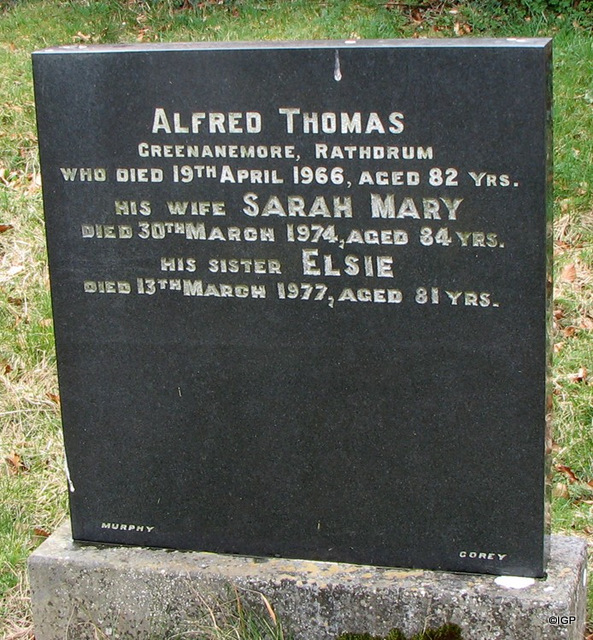 ALFRED THOMAS
GREENANEMORE, RATHDRUM
WHO DIED 19TH APRIL 1966, AGED 82 YRS.
HIS WIFE SARAH MARY
DIED 30TH MARCH 1974, AGED 84 YRS.
HIS SISTER ELSIE
DIED 13TH MARCH 1977, AGED 81 YRS.
MURPHY
GOREY
©IGP